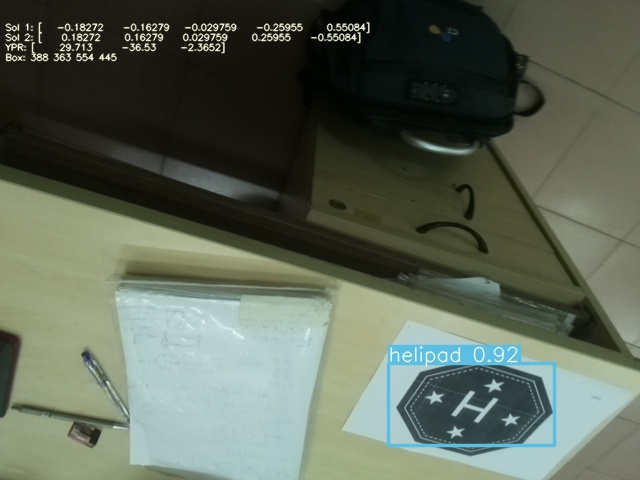 Sol 1: [ -0.18272 -0.16279 -0.029759 -0.25955 0.55084]
Sol 2: [ 0.18272 0.16279 0.029759 0.25955 -0.55084]
YPR: [ 29.713 -36.53 -2.3652]
Box: 388 363 554 445
helipad 0.92
H